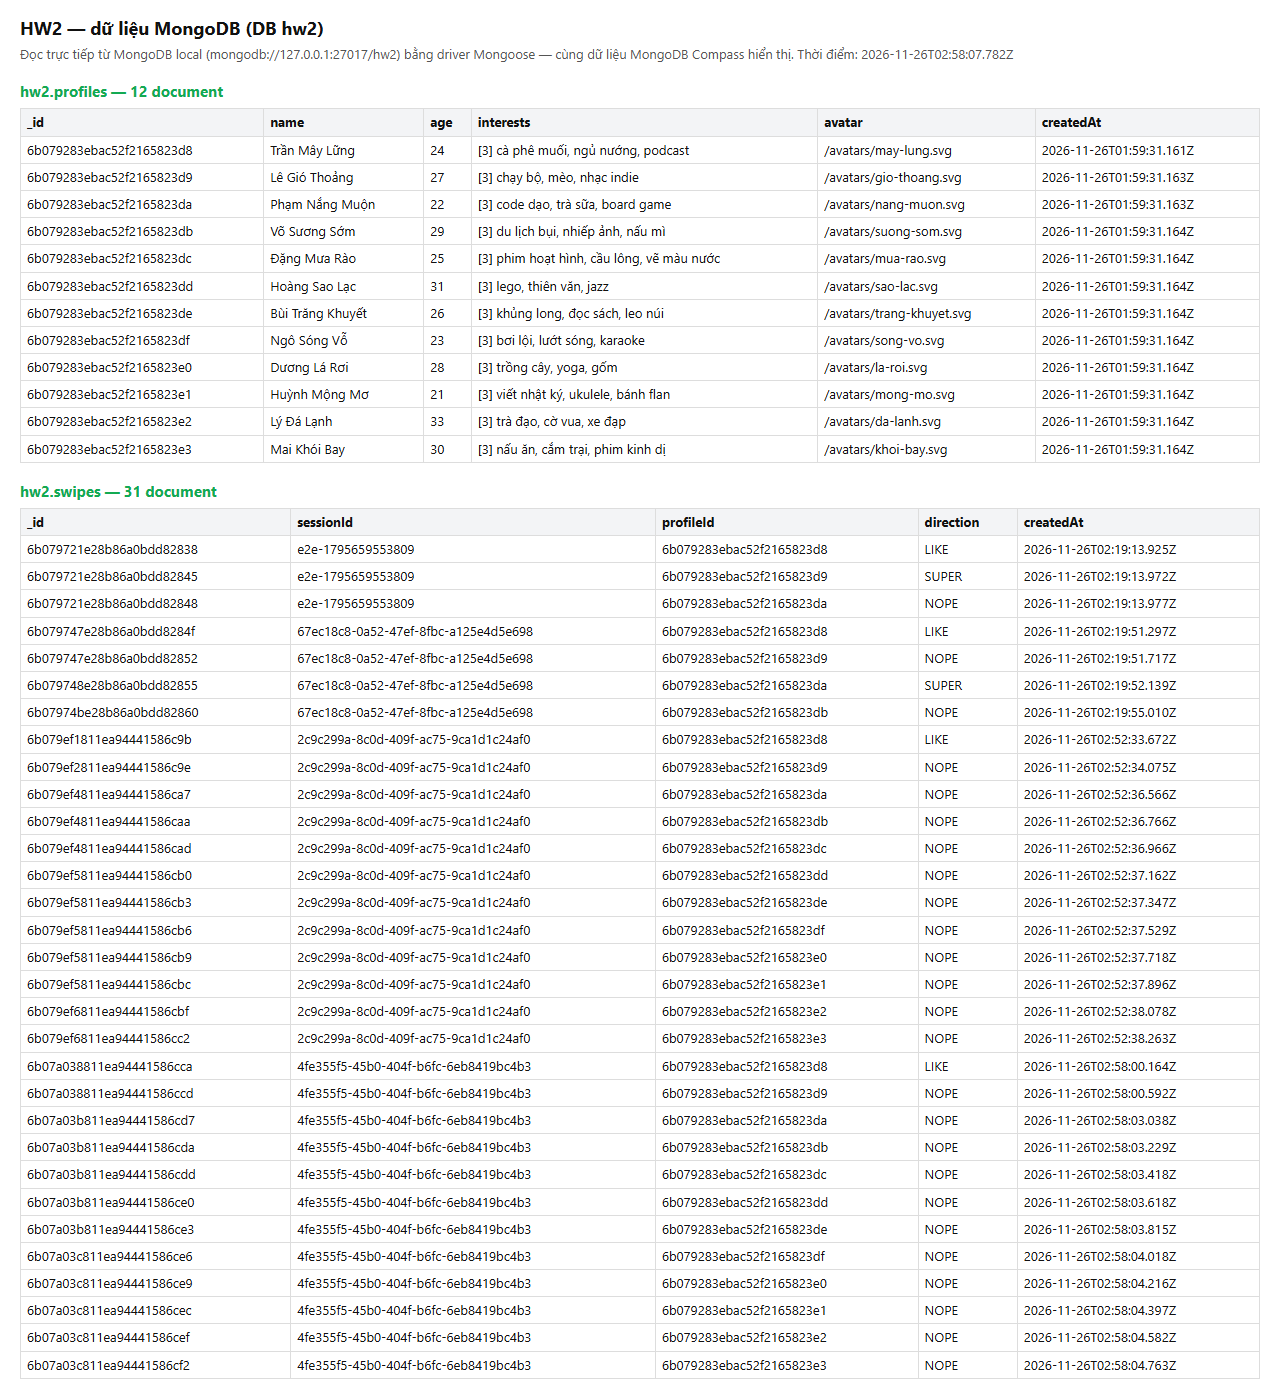 HW2 — dữ liệu MongoDB (DB hw2)
Đọc trực tiếp từ MongoDB local (mongodb://127.0.0.1:27017/hw2) bằng driver Mongoose — cùng dữ liệu MongoDB Compass hiển thị. Thời điểm: 2026-11-26T02:58:07.782Z
hw2.profiles — 12 document
_id name age interests avatar createdAt
6b079283ebac52f2165823d8 Trần Mây Lững 24 [3] cà phê muối, ngủ nướng, podcast /avatars/may-lung.svg 2026-11-26T01:59:31.161Z
6b079283ebac52f2165823d9 Lê Gió Thoảng 27 [3] chạy bộ, mèo, nhạc indie /avatars/gio-thoang.svg 2026-11-26T01:59:31.163Z
6b079283ebac52f2165823da Phạm Nắng Muộn 22 [3] code dạo, trà sữa, board game /avatars/nang-muon.svg 2026-11-26T01:59:31.163Z
6b079283ebac52f2165823db Võ Sương Sớm 29 [3] du lịch bụi, nhiếp ảnh, nấu mì /avatars/suong-som.svg 2026-11-26T01:59:31.164Z
6b079283ebac52f2165823dc Đặng Mưa Rào 25 [3] phim hoạt hình, cầu lông, vẽ màu nước /avatars/mua-rao.svg 2026-11-26T01:59:31.164Z
6b079283ebac52f2165823dd Hoàng Sao Lạc 31 [3] lego, thiên văn, jazz /avatars/sao-lac.svg 2026-11-26T01:59:31.164Z
6b079283ebac52f2165823de Bùi Trăng Khuyết 26 [3] khủng long, đọc sách, leo núi /avatars/trang-khuyet.svg 2026-11-26T01:59:31.164Z
6b079283ebac52f2165823df Ngô Sóng Vỗ 23 [3] bơi lội, lướt sóng, karaoke /avatars/song-vo.svg 2026-11-26T01:59:31.164Z
6b079283ebac52f2165823e0 Dương Lá Rơi 28 [3] trồng cây, yoga, gốm /avatars/la-roi.svg 2026-11-26T01:59:31.164Z
6b079283ebac52f2165823e1 Huỳnh Mộng Mơ 21 [3] viết nhật ký, ukulele, bánh flan /avatars/mong-mo.svg 2026-11-26T01:59:31.164Z
6b079283ebac52f2165823e2 Lý Đá Lạnh 33 [3] trà đạo, cờ vua, xe đạp /avatars/da-lanh.svg 2026-11-26T01:59:31.164Z
6b079283ebac52f2165823e3 Mai Khói Bay 30 [3] nấu ăn, cắm trại, phim kinh dị /avatars/khoi-bay.svg 2026-11-26T01:59:31.164Z
hw2.swipes — 31 document
_id sessionId profileId direction createdAt
6b079721e28b86a0bdd82838 e2e-1795659553809 6b079283ebac52f2165823d8 LIKE 2026-11-26T02:19:13.925Z
6b079721e28b86a0bdd82845 e2e-1795659553809 6b079283ebac52f2165823d9 SUPER 2026-11-26T02:19:13.972Z
6b079721e28b86a0bdd82848 e2e-1795659553809 6b079283ebac52f2165823da NOPE 2026-11-26T02:19:13.977Z
6b079747e28b86a0bdd8284f 67ec18c8-0a52-47ef-8fbc-a125e4d5e698 6b079283ebac52f2165823d8 LIKE 2026-11-26T02:19:51.297Z
6b079747e28b86a0bdd82852 67ec18c8-0a52-47ef-8fbc-a125e4d5e698 6b079283ebac52f2165823d9 NOPE 2026-11-26T02:19:51.717Z
6b079748e28b86a0bdd82855 67ec18c8-0a52-47ef-8fbc-a125e4d5e698 6b079283ebac52f2165823da SUPER 2026-11-26T02:19:52.139Z
6b07974be28b86a0bdd82860 67ec18c8-0a52-47ef-8fbc-a125e4d5e698 6b079283ebac52f2165823db NOPE 2026-11-26T02:19:55.010Z
6b079ef1811ea94441586c9b 2c9c299a-8c0d-409f-ac75-9ca1d1c24af0 6b079283ebac52f2165823d8 LIKE 2026-11-26T02:52:33.672Z
6b079ef2811ea94441586c9e 2c9c299a-8c0d-409f-ac75-9ca1d1c24af0 6b079283ebac52f2165823d9 NOPE 2026-11-26T02:52:34.075Z
6b079ef4811ea94441586ca7 2c9c299a-8c0d-409f-ac75-9ca1d1c24af0 6b079283ebac52f2165823da NOPE 2026-11-26T02:52:36.566Z
6b079ef4811ea94441586caa 2c9c299a-8c0d-409f-ac75-9ca1d1c24af0 6b079283ebac52f2165823db NOPE 2026-11-26T02:52:36.766Z
6b079ef4811ea94441586cad 2c9c299a-8c0d-409f-ac75-9ca1d1c24af0 6b079283ebac52f2165823dc NOPE 2026-11-26T02:52:36.966Z
6b079ef5811ea94441586cb0 2c9c299a-8c0d-409f-ac75-9ca1d1c24af0 6b079283ebac52f2165823dd NOPE 2026-11-26T02:52:37.162Z
6b079ef5811ea94441586cb3 2c9c299a-8c0d-409f-ac75-9ca1d1c24af0 6b079283ebac52f2165823de NOPE 2026-11-26T02:52:37.347Z
6b079ef5811ea94441586cb6 2c9c299a-8c0d-409f-ac75-9ca1d1c24af0 6b079283ebac52f2165823df NOPE 2026-11-26T02:52:37.529Z
6b079ef5811ea94441586cb9 2c9c299a-8c0d-409f-ac75-9ca1d1c24af0 6b079283ebac52f2165823e0 NOPE 2026-11-26T02:52:37.718Z
6b079ef5811ea94441586cbc 2c9c299a-8c0d-409f-ac75-9ca1d1c24af0 6b079283ebac52f2165823e1 NOPE 2026-11-26T02:52:37.896Z
6b079ef6811ea94441586cbf 2c9c299a-8c0d-409f-ac75-9ca1d1c24af0 6b079283ebac52f2165823e2 NOPE 2026-11-26T02:52:38.078Z
6b079ef6811ea94441586cc2 2c9c299a-8c0d-409f-ac75-9ca1d1c24af0 6b079283ebac52f2165823e3 NOPE 2026-11-26T02:52:38.263Z
6b07a038811ea94441586cca 4fe355f5-45b0-404f-b6fc-6eb8419bc4b3 6b079283ebac52f2165823d8 LIKE 2026-11-26T02:58:00.164Z
6b07a038811ea94441586ccd 4fe355f5-45b0-404f-b6fc-6eb8419bc4b3 6b079283ebac52f2165823d9 NOPE 2026-11-26T02:58:00.592Z
6b07a03b811ea94441586cd7 4fe355f5-45b0-404f-b6fc-6eb8419bc4b3 6b079283ebac52f2165823da NOPE 2026-11-26T02:58:03.038Z
6b07a03b811ea94441586cda 4fe355f5-45b0-404f-b6fc-6eb8419bc4b3 6b079283ebac52f2165823db NOPE 2026-11-26T02:58:03.229Z
6b07a03b811ea94441586cdd 4fe355f5-45b0-404f-b6fc-6eb8419bc4b3 6b079283ebac52f2165823dc NOPE 2026-11-26T02:58:03.418Z
6b07a03b811ea94441586ce0 4fe355f5-45b0-404f-b6fc-6eb8419bc4b3 6b079283ebac52f2165823dd NOPE 2026-11-26T02:58:03.618Z
6b07a03b811ea94441586ce3 4fe355f5-45b0-404f-b6fc-6eb8419bc4b3 6b079283ebac52f2165823de NOPE 2026-11-26T02:58:03.815Z
6b07a03c811ea94441586ce6 4fe355f5-45b0-404f-b6fc-6eb8419bc4b3 6b079283ebac52f2165823df NOPE 2026-11-26T02:58:04.018Z
6b07a03c811ea94441586ce9 4fe355f5-45b0-404f-b6fc-6eb8419bc4b3 6b079283ebac52f2165823e0 NOPE 2026-11-26T02:58:04.216Z
6b07a03c811ea94441586cec 4fe355f5-45b0-404f-b6fc-6eb8419bc4b3 6b079283ebac52f2165823e1 NOPE 2026-11-26T02:58:04.397Z
6b07a03c811ea94441586cef 4fe355f5-45b0-404f-b6fc-6eb8419bc4b3 6b079283ebac52f2165823e2 NOPE 2026-11-26T02:58:04.582Z
6b07a03c811ea94441586cf2 4fe355f5-45b0-404f-b6fc-6eb8419bc4b3 6b079283ebac52f2165823e3 NOPE 2026-11-26T02:58:04.763Z